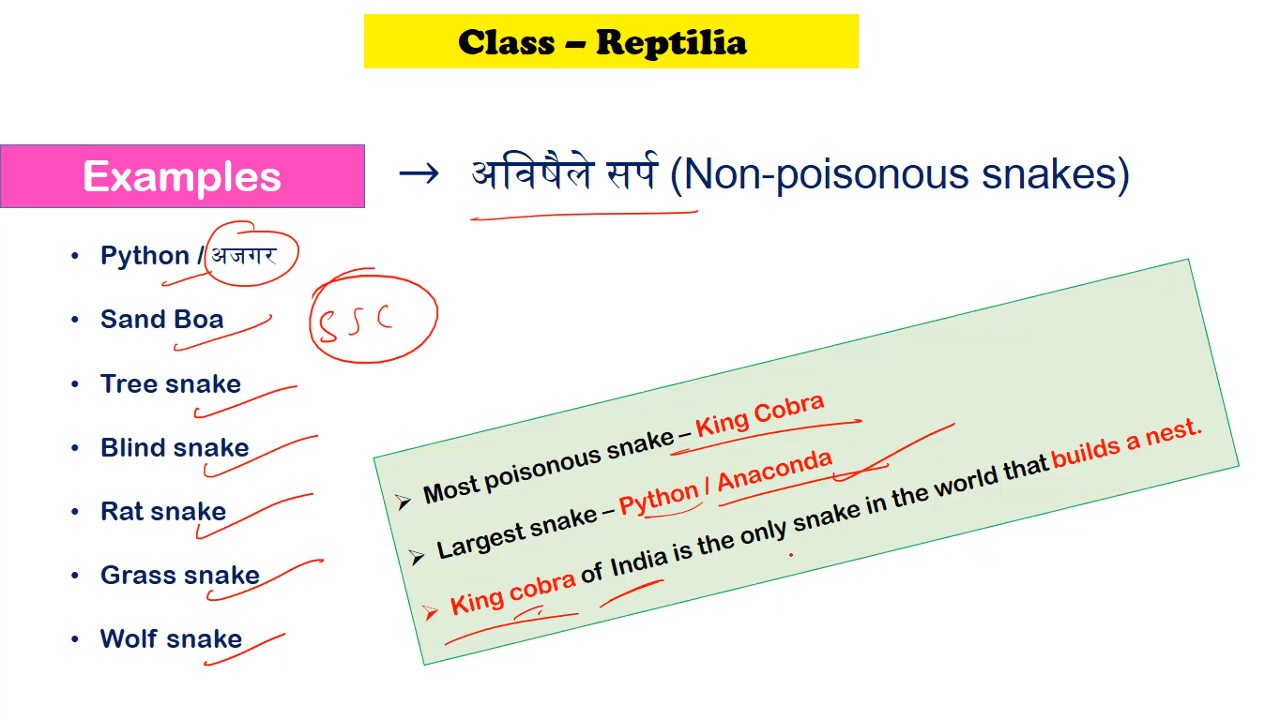 Class – Reptilia
Examples
→ अविषैले सर्प (Non-poisonous snakes)
• Python / अजगर
• Sand Boa
SSC
• Tree snake
• Blind snake
• Rat snake
• Grass snake
• Wolf snake
➢ Most poisonous snake – King Cobra
➢ Largest snake – Python / Anaconda
➢ King cobra of India is the only snake in the world that builds a nest.